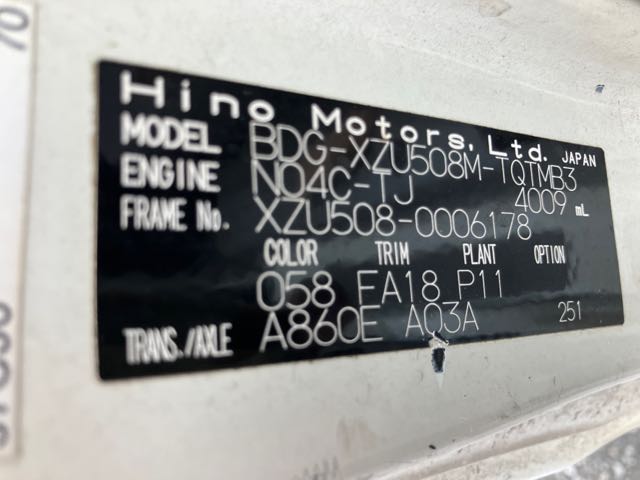 Hino Motors, Ltd. JAPAN
MODEL BDG-XZU508M-TQTMB3
ENGINE N04C-TJ 4009 mL
FRAME No. XZU508-0006178
COLOR TRIM PLANT OPTION
058 FA18 P11
TRANS./AXLE A860E A03A 251
70